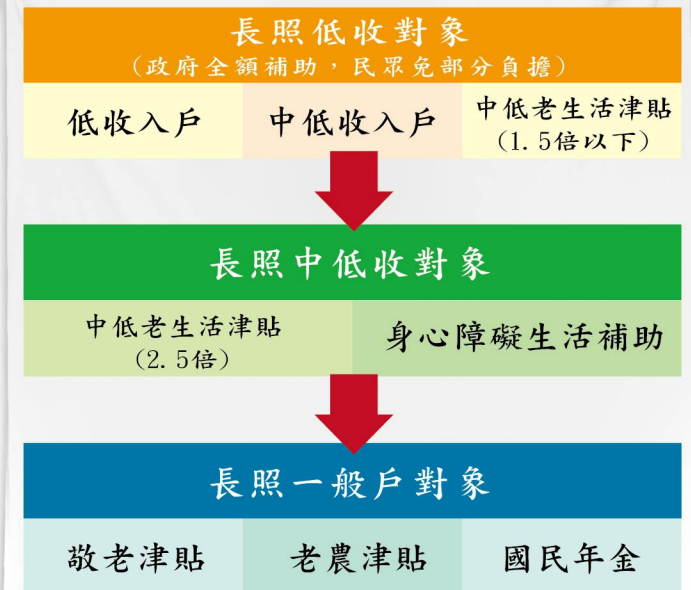 長照低收對象
(政府全額補助，民眾免部分負擔)
低收入戶
中低收入戶
中低老生活津貼
(1.5倍以下)
長照中低收對象
中低老生活津貼
(2.5倍)
身心障礙生活補助
長照一般戶對象
敬老津貼
老農津貼
國民年金